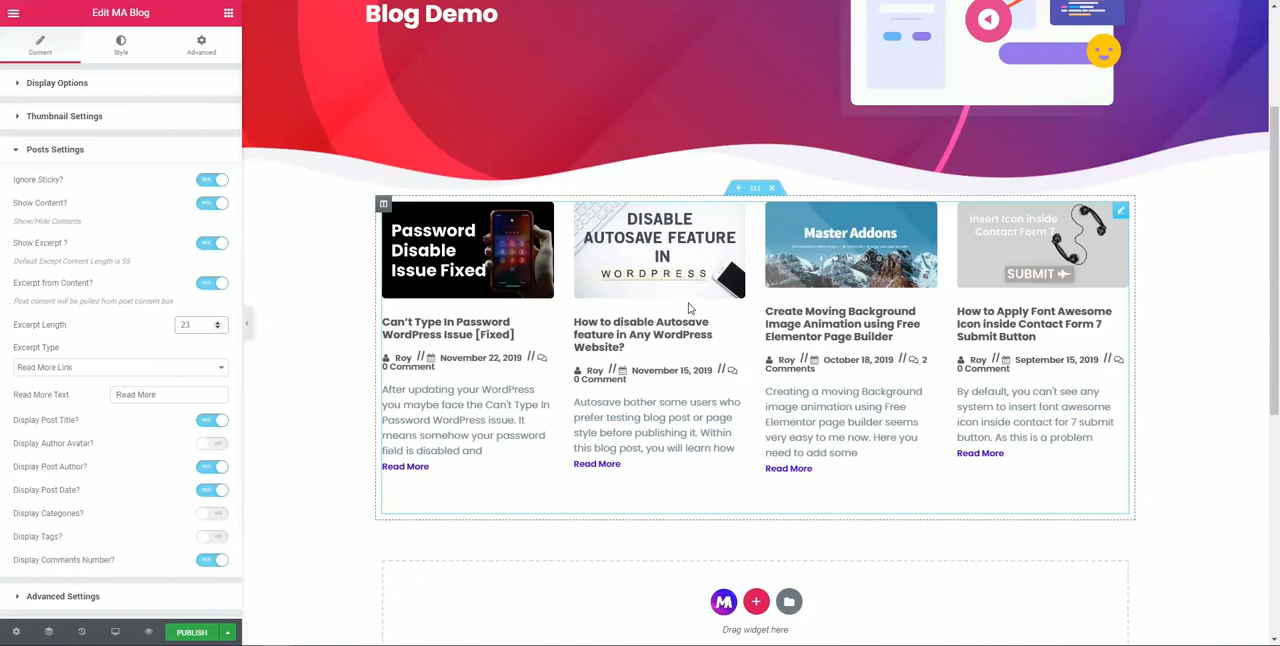 Edit MA Blog
Content
Style
Advanced
Display Options
Thumbnail Settings
Posts Settings
Ignore Sticky?
YES
Show Content?
YES
Show/Hide Contents
Show Excerpt ?
YES
Default Except Content Length is 55
Excerpt from Content?
YES
Post content will be pulled from post content box
Excerpt Length
23
Excerpt Type
Read More Link
Read More Text
Read More
Display Post Title?
YES
Display Author Avatar?
NO
Display Post Author?
YES
Display Post Date?
YES
Display Categories?
NO
Display Tags?
NO
Display Comments Number?
YES
Advanced Settings
PUBLISH
Blog Demo
Password
Disable
Issue Fixed
Can't Type In Password
WordPress Issue [Fixed]
Roy // November 22, 2019 //
0 Comment
After updating your WordPress
you maybe face the Can't Type In
Password WordPress issue. It
means somehow your password
field is disabled and
Read More
DISABLE
AUTOSAVE FEATURE
IN
WORDPRESS
How to disable Autosave
feature in Any WordPress
Website?
Roy // November 15, 2019 //
0 Comment
Autosave bother some users who
prefer testing blog post or page
style before publishing it. Within
this blog post, you will learn how
Read More
Master Addons
Create Moving Background
Image Animation using Free
Elementor Page Builder
Roy // October 18, 2019 // 2
Comments
Creating a moving Background
image animation using Free
Elementor page builder seems
very easy to me now. Here you
need to add some
Read More
Insert Icon inside
Contact Form 7
SUBMIT
How to Apply Font Awesome
Icon inside Contact Form 7
Submit Button
Roy // September 15, 2019 //
0 Comment
By default, you can't see any
system to insert font awesome
icon inside contact for 7 submit
button. As this is a problem
Read More
MA
Drag widget here